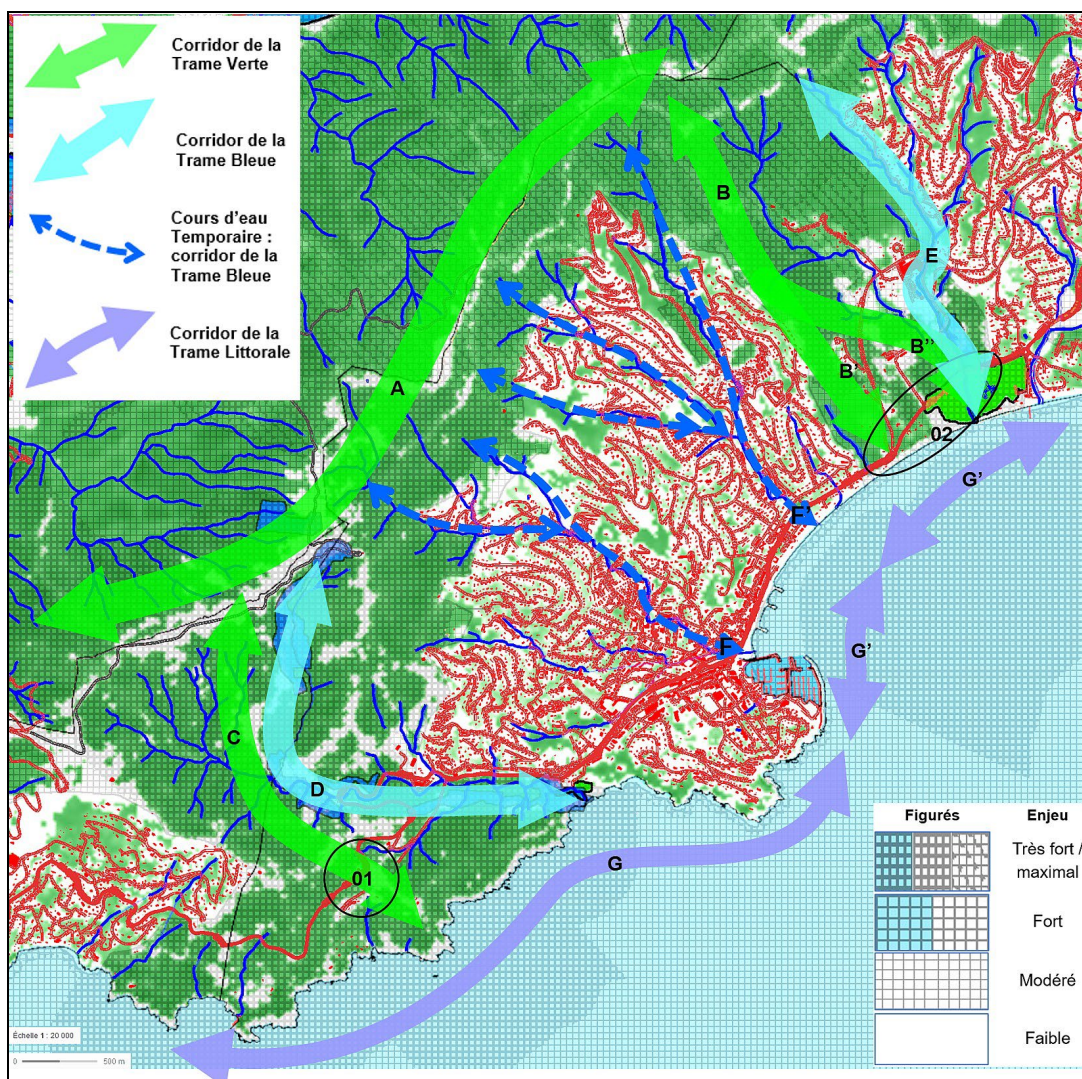 Corridor de la
Trame Verte
Corridor de la
Trame Bleue
Cours d'eau
Temporaire :
corridor de la
Trame Bleue
Corridor de la
Trame Littorale
A
B
B'
B''
E
02
G'
F'
F
G'
C
D
01
G
Figurés
Enjeu
Très fort /
maximal
Fort
Modéré
Faible
Échelle 1 : 20 000
0 500 m